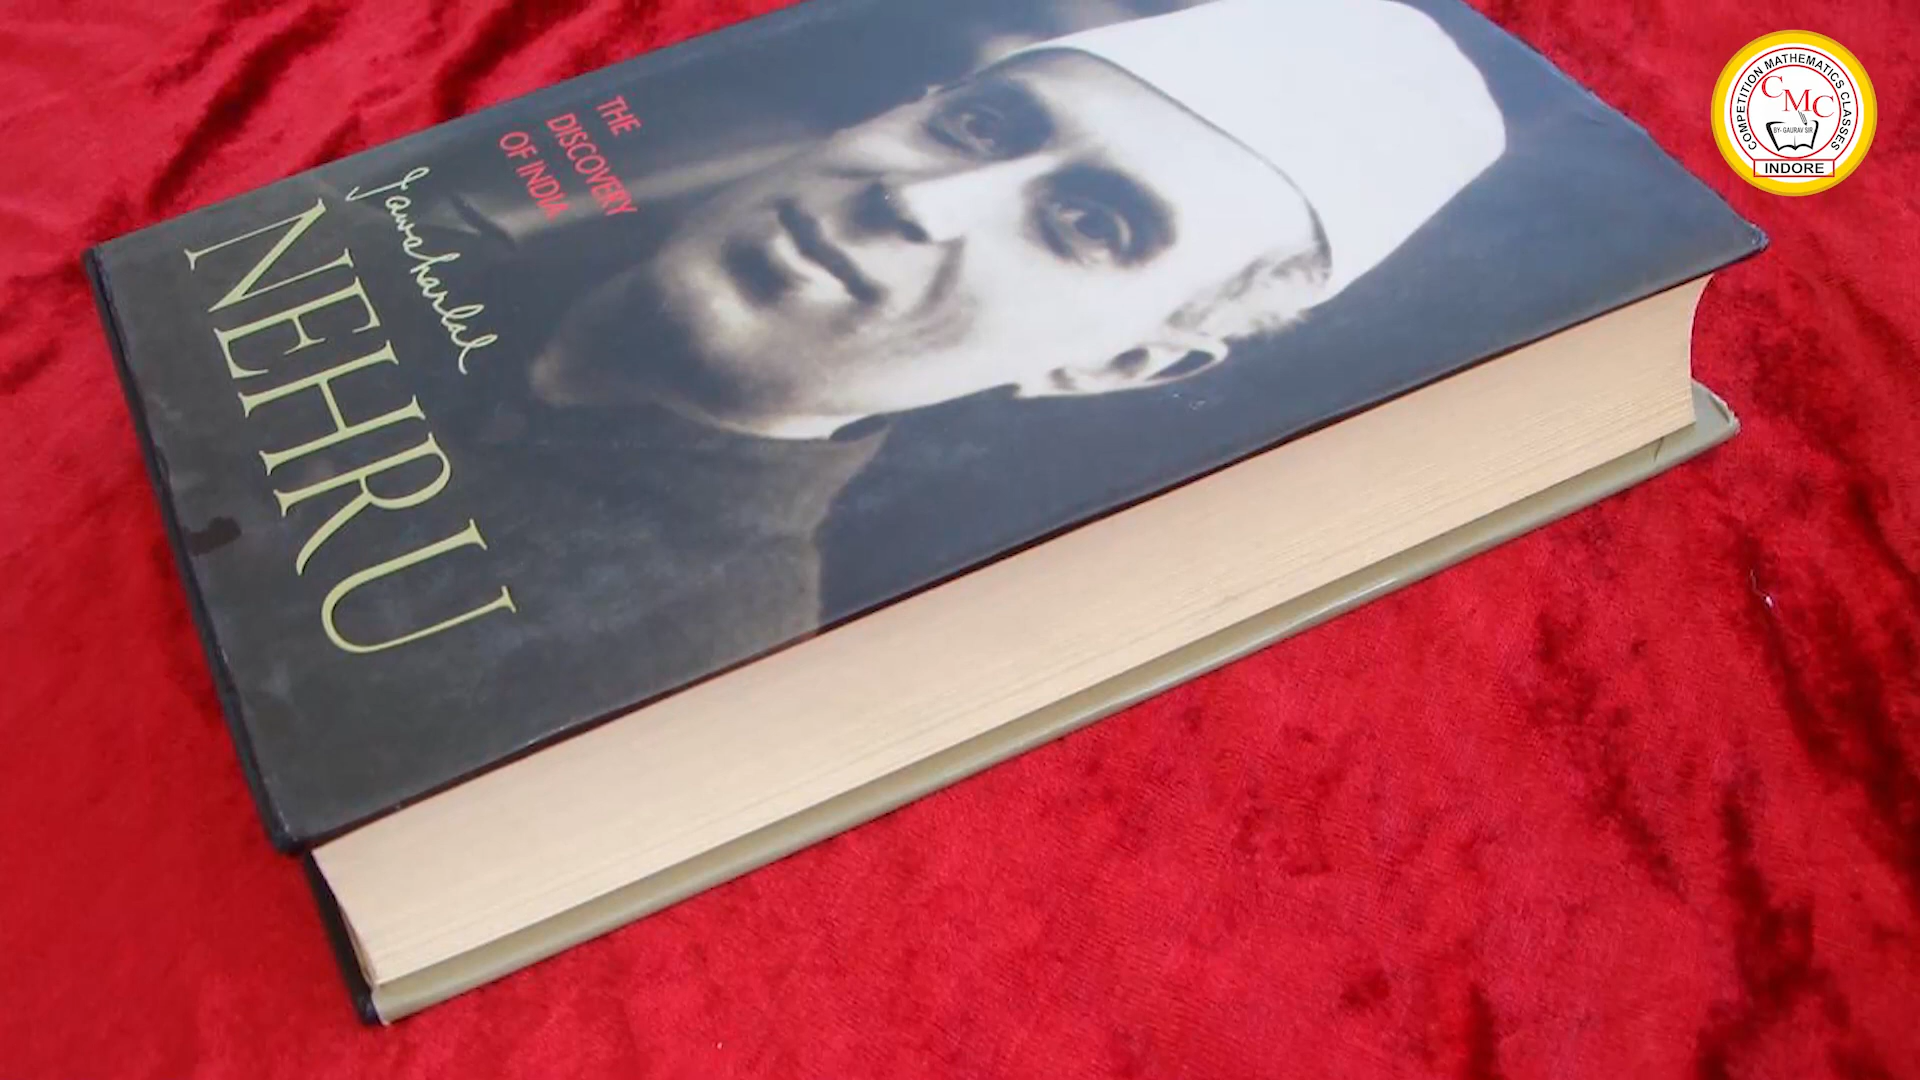 THE
DISCOVERY
OF INDIA
Jawaharlal
NEHRU
COMPETITION MATHEMATICS CLASSES
CMC
BY- GAURAV SIR
INDORE